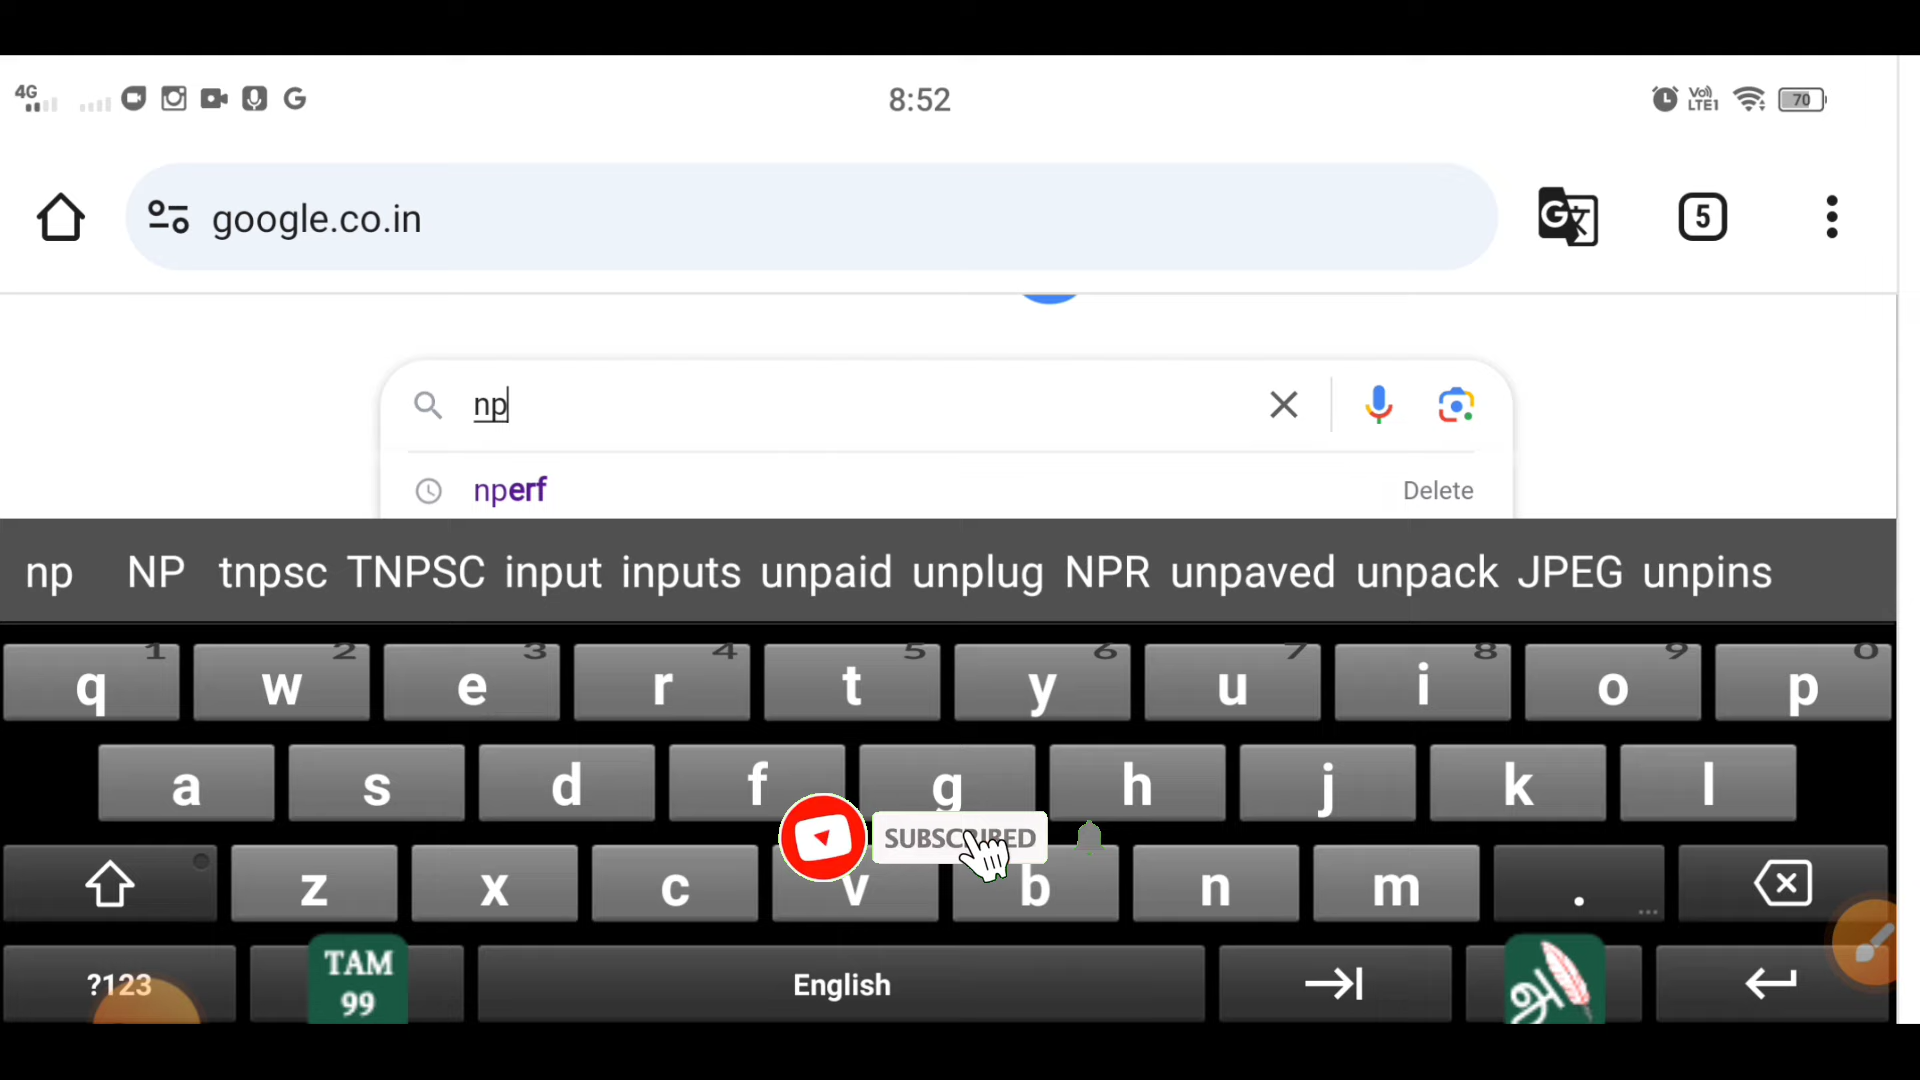 4G 8:52 Vo) LTE1 70
google.co.in 5
np
nperf Delete
np NP tnpsc TNPSC input inputs unpaid unplug NPR unpaved unpack JPEG unpins
1 2 3 4 5 6 7 8 9 0
q w e r t y u i o p
a s d f g h j k l
SUBSCRIBED
z x c v b n m .
?123 TAM 99 English அ